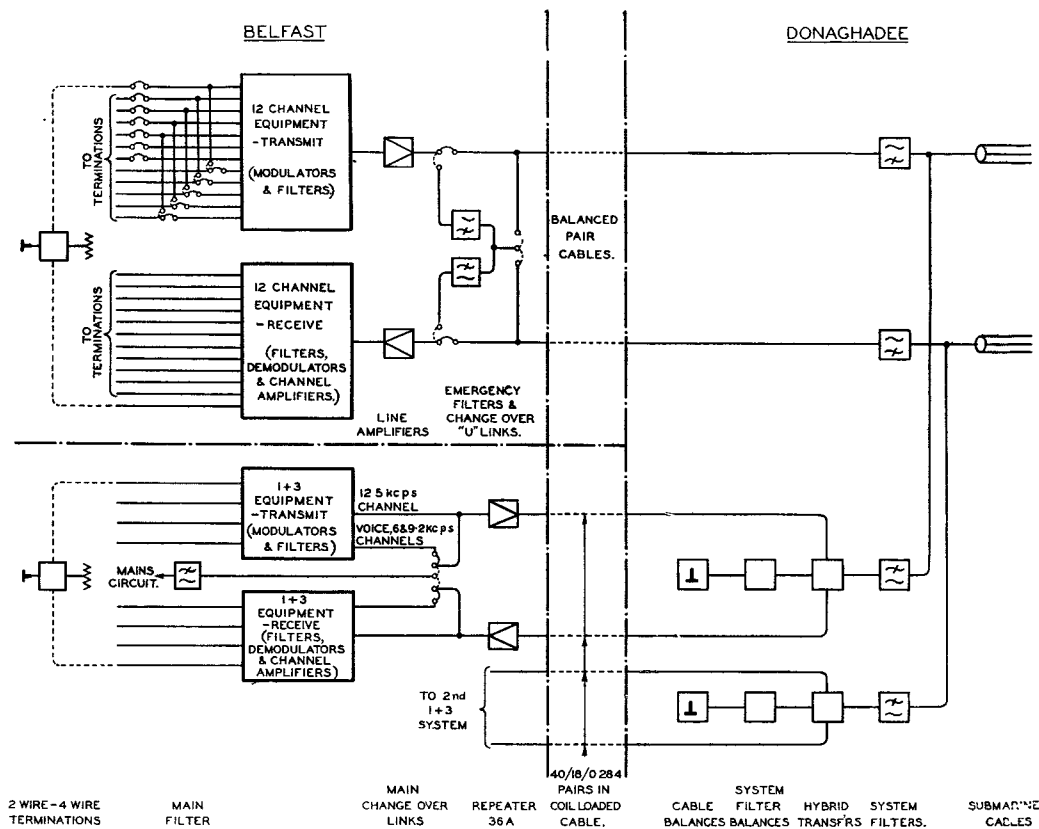 BELFAST
DONAGHADEE
TO TERMINATIONS
12 CHANNEL
EQUIPMENT
-TRANSMIT
(MODULATORS
& FILTERS)
BALANCED
PAIR
CABLES.
TO TERMINATIONS
12 CHANNEL
EQUIPMENT
-RECEIVE
(FILTERS,
DEMODULATORS
& CHANNEL
AMPLIFIERS.)
LINE
AMPLIFIERS
EMERGENCY
FILTERS &
CHANGE OVER
"U" LINKS.
1+3
EQUIPMENT
-TRANSMIT
(MODULATORS
& FILTERS)
12·5 kcps
CHANNEL
VOICE, 6&9·2kcps
CHANNELS
MAINS
CIRCUIT.
1+3
EQUIPMENT
-RECEIVE
(FILTERS,
DEMODULATORS
& CHANNEL
AMPLIFIERS)
TO 2nd
1+3
SYSTEM
2 WIRE-4 WIRE
TERMINATIONS
MAIN
FILTER
MAIN
CHANGE OVER
LINKS
REPEATER
36A
40/18/0·284
PAIRS IN
COIL LOADED
CABLE.
CABLE
BALANCES
SYSTEM
FILTER
BALANCES
HYBRID
TRANSF'RS
SYSTEM
FILTERS.
SUBMARINE
CABLES